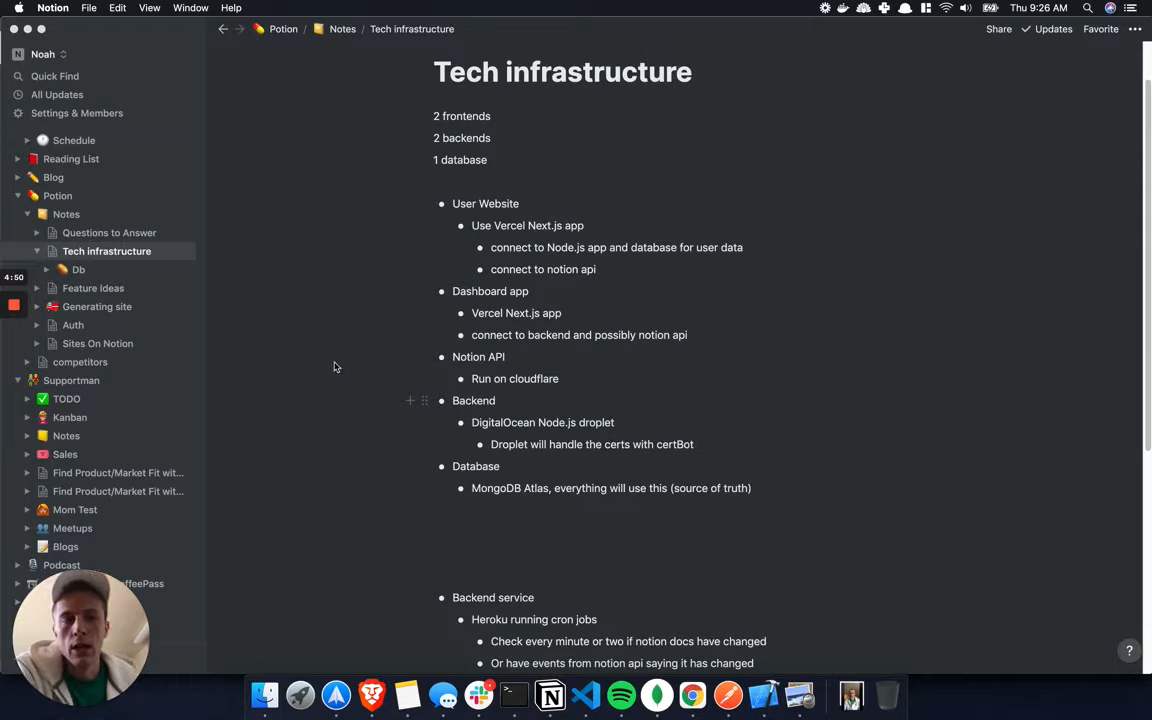 Notion File Edit View Window Help
Thu 9:26 AM
Potion / Notes / Tech infrastructure
Share Updates Favorite
N Noah
Quick Find
All Updates
Settings & Members
Schedule
Reading List
Blog
Potion
Notes
Questions to Answer
Tech infrastructure
4:50
Db
Feature Ideas
Generating site
Auth
Sites On Notion
competitors
Supportman
TODO
Kanban
Notes
Sales
Find Product/Market Fit wit...
Find Product/Market Fit wit...
Mom Test
Meetups
Blogs
Podcast
Tech infrastructure
2 frontends
2 backends
1 database
User Website
Use Vercel Next.js app
connect to Node.js app and database for user data
connect to notion api
Dashboard app
Vercel Next.js app
connect to backend and possibly notion api
Notion API
Run on cloudflare
Backend
DigitalOcean Node.js droplet
Droplet will handle the certs with certBot
Database
MongoDB Atlas, everything will use this (source of truth)
Backend service
Heroku running cron jobs
Check every minute or two if notion docs have changed
Or have events from notion api saying it has changed
?